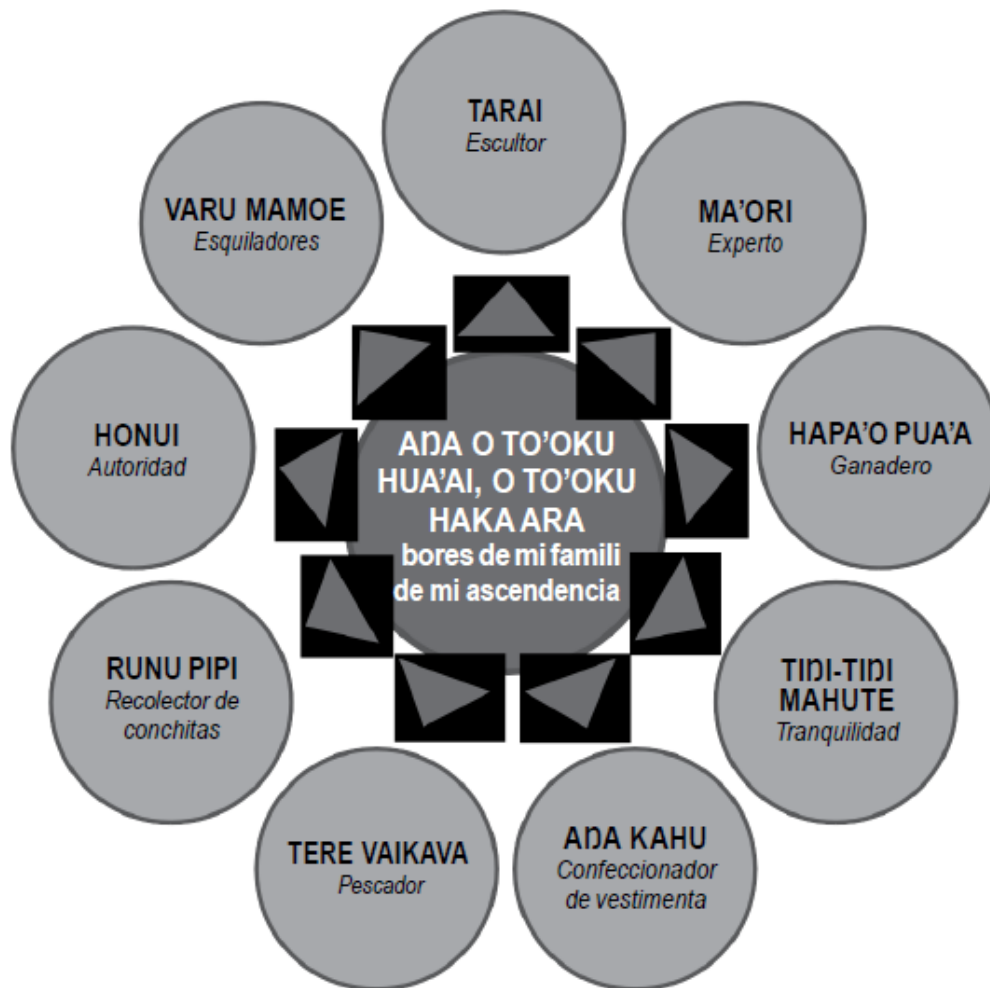 TARAI
Escultor
MA'ORI
Experto
HAPA'O PUA'A
Ganadero
TIŊI-TIŊI
MAHUTE
Tranquilidad
AŊA KAHU
Confeccionador
de vestimenta
TERE VAIKAVA
Pescador
RUNU PIPI
Recolector de
conchitas
HONUI
Autoridad
VARU MAMOE
Esquiladores
AŊA O TO'OKU
HUA'AI, O TO'OKU
HAKA ARA
bores de mi famili
de mi ascendencia